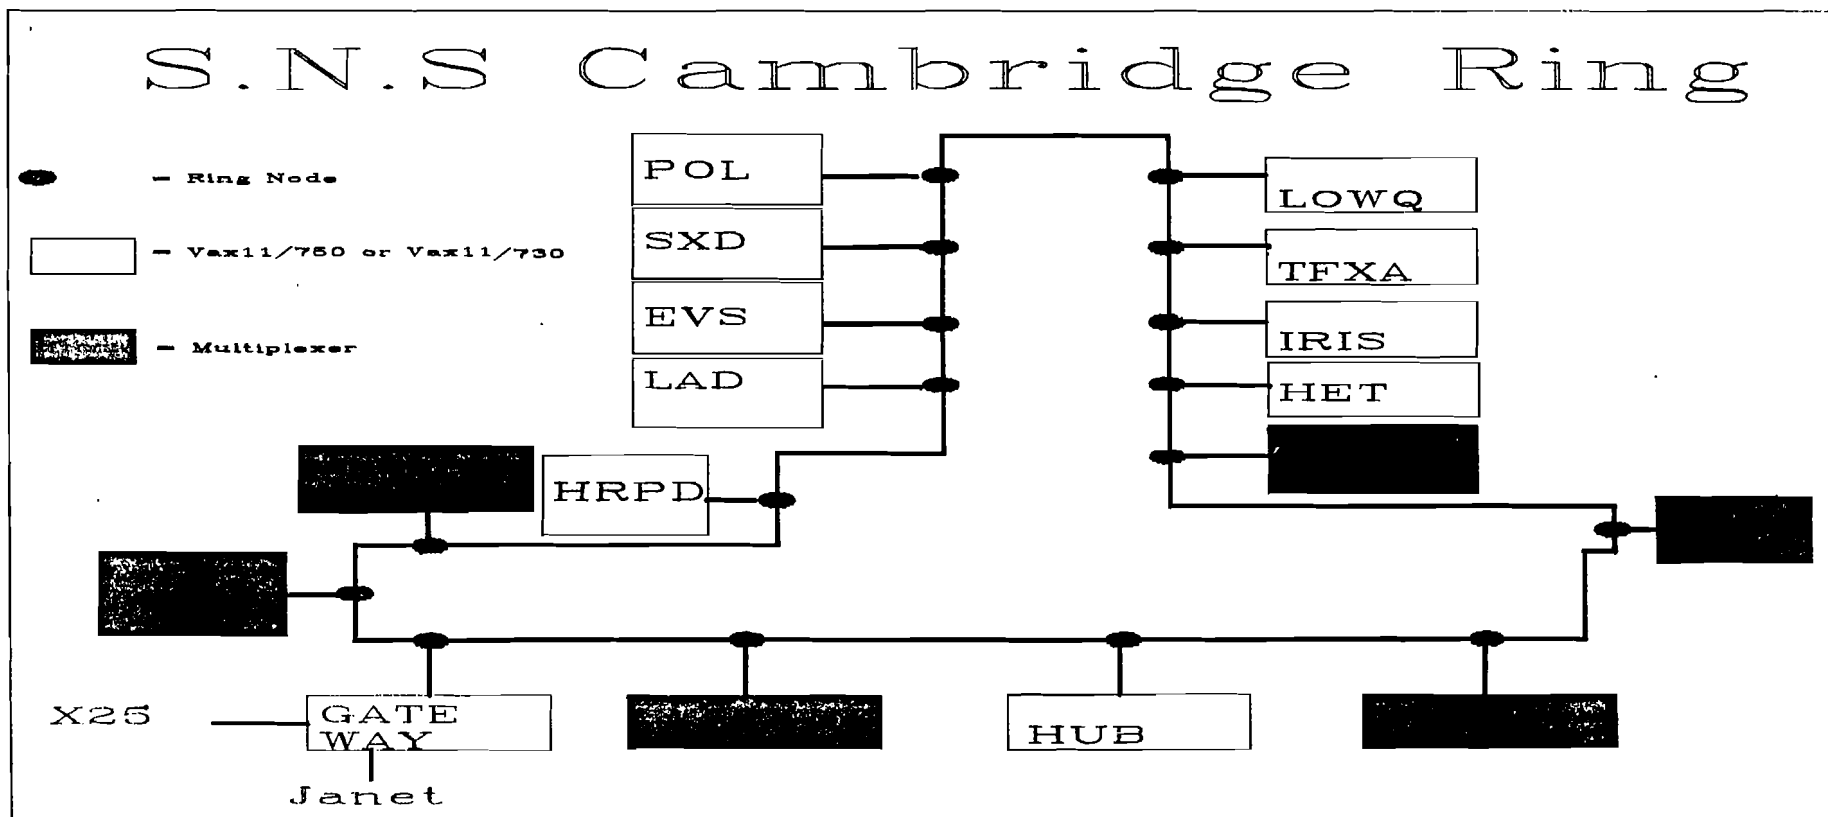 S.N.S Cambridge Ring
- Ring Node
- Vax11/750 or Vax11/730
- Multiplexer
POL
SXD
EVS
LAD
HRPD
LOWQ
TFXA
IRIS
HET
X25
GATE
WAY
HUB
Janet